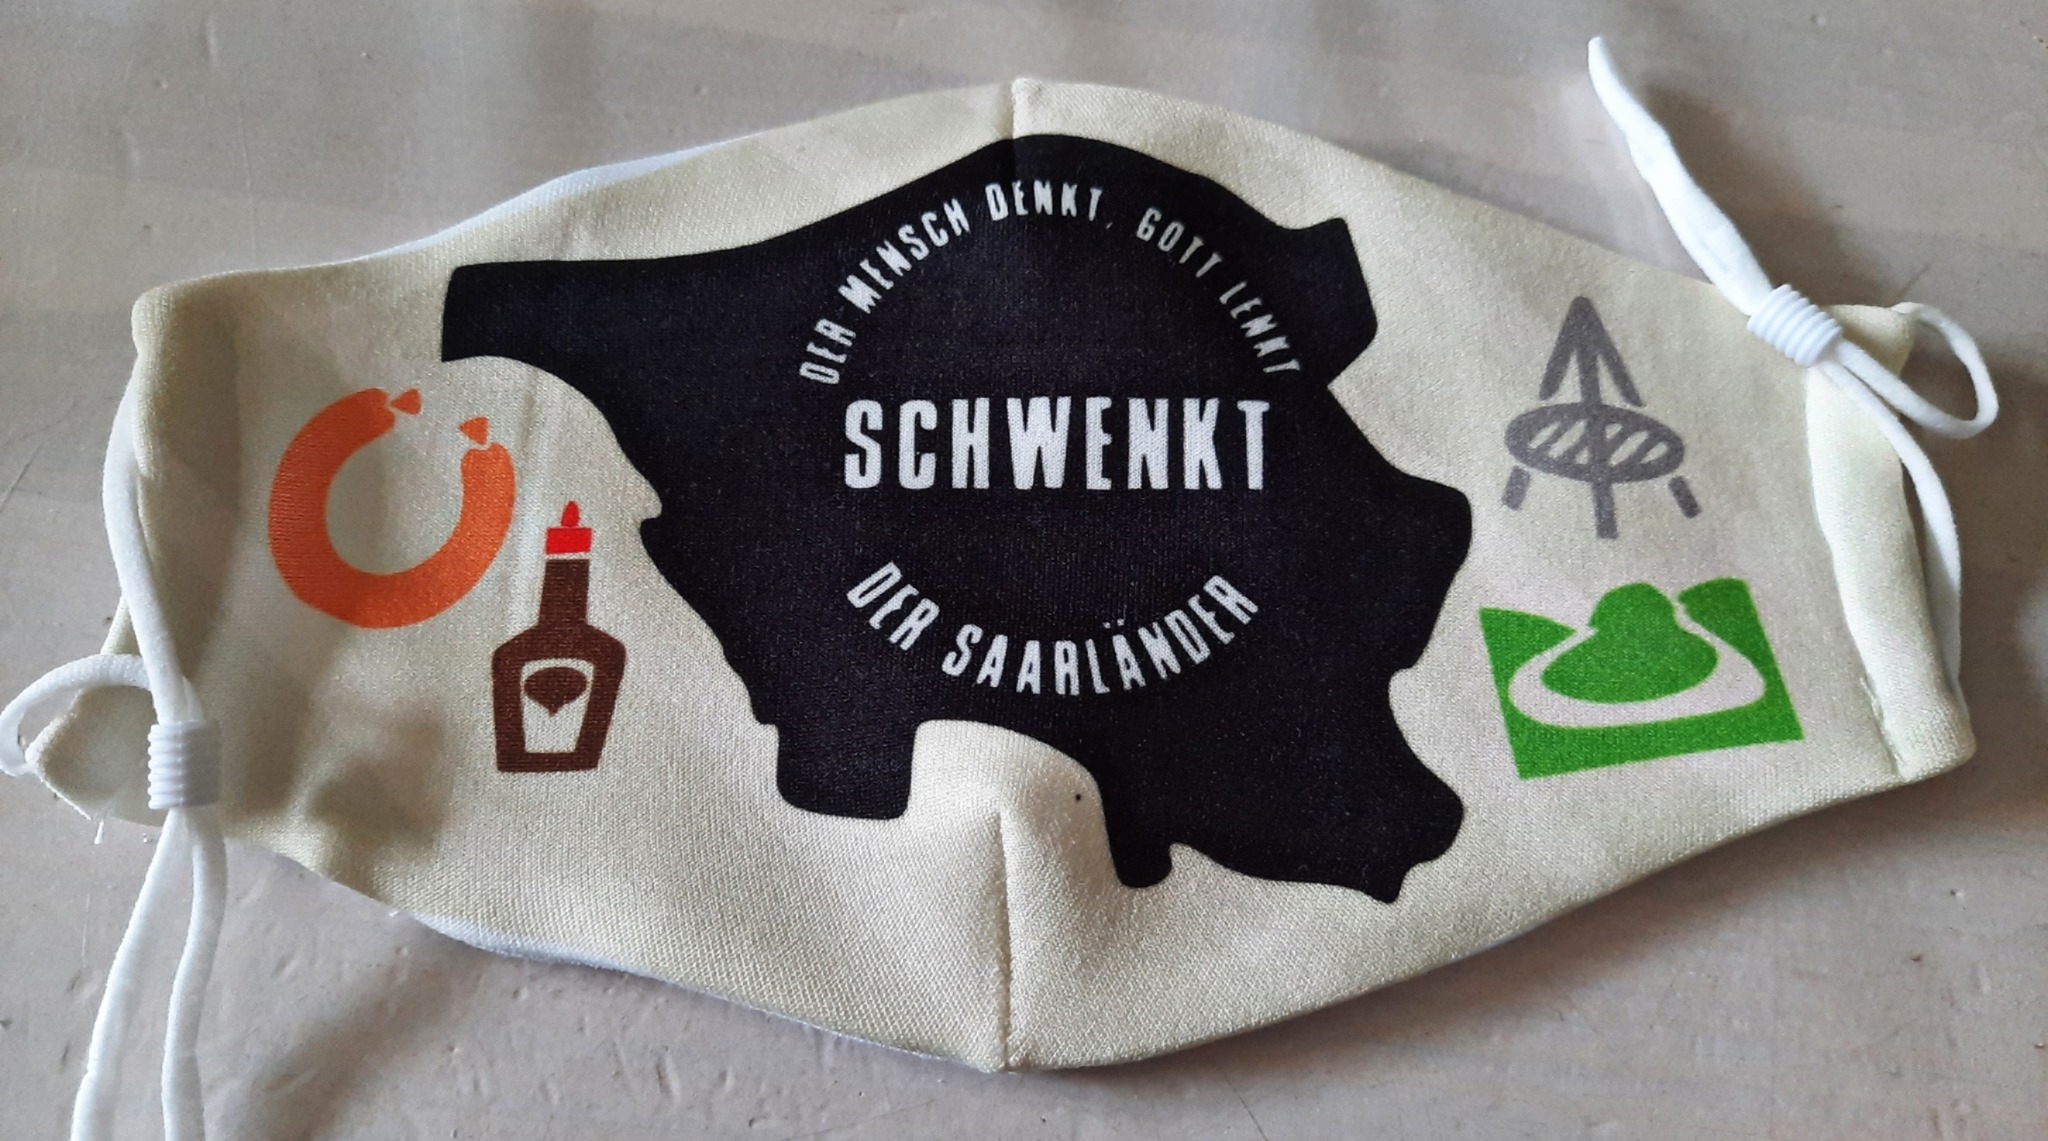 DER MENSCH DENKT, GOTT LENKT
SCHWENKT
DER SAARLÄNDER